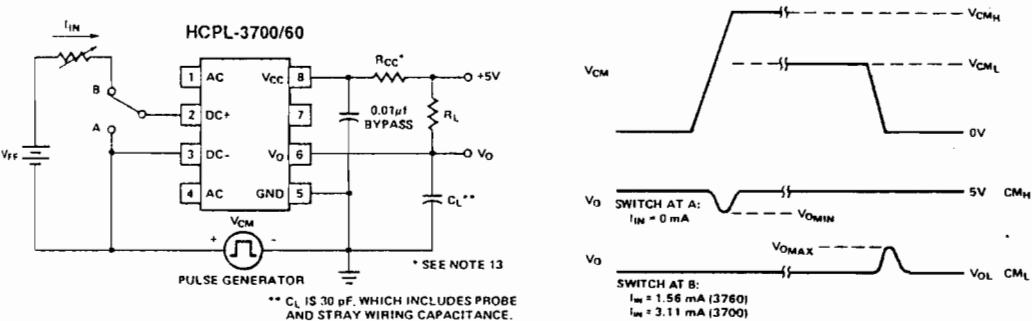 I_IN
HCPL-3700/60
R_CC*
1 AC
V_CC 8
+5V
B
2 DC+
7
0.01µf
BYPASS
R_L
A
V_FF
3 DC-
V_O 6
V_O
4 AC
GND 5
C_L**
V_CM
+ -
PULSE GENERATOR
* SEE NOTE 13
** C_L IS 30 pF, WHICH INCLUDES PROBE
AND STRAY WIRING CAPACITANCE.
V_CMH
V_CM
V_CML
0V
V_O
SWITCH AT A:
I_IN = 0 mA
5V CM_H
V_OMIN
V_OMAX
V_O
V_OL CM_L
SWITCH AT B:
I_IN = 1.56 mA (3760)
I_IN = 3.11 mA (3700)